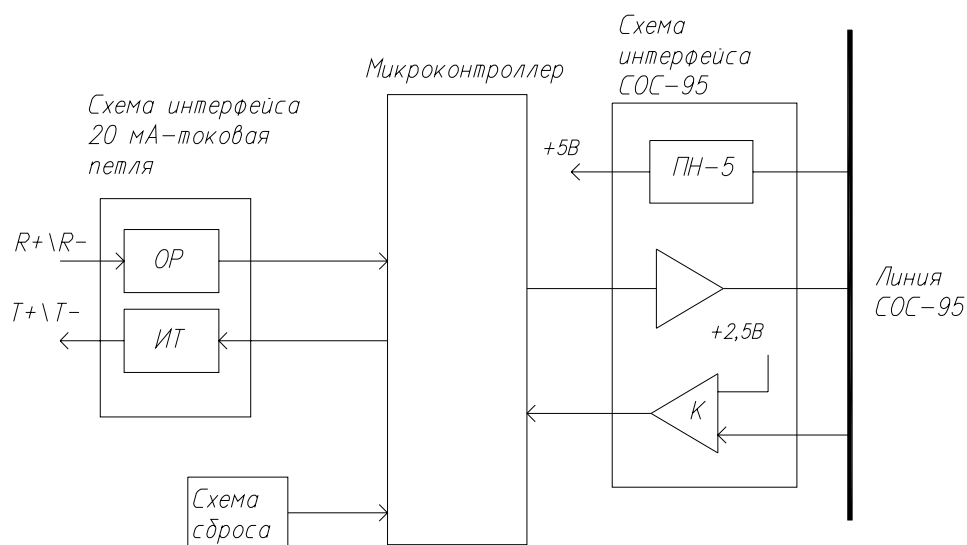 Схема
интерфейса
СОС-95
Микроконтроллер
Схема интерфейса
20 мА-токовая
петля
+5В
ПН-5
R+\R-
ОР
Т+\Т-
ИТ
Линия
СОС-95
+2,5В
К
Схема
сброса